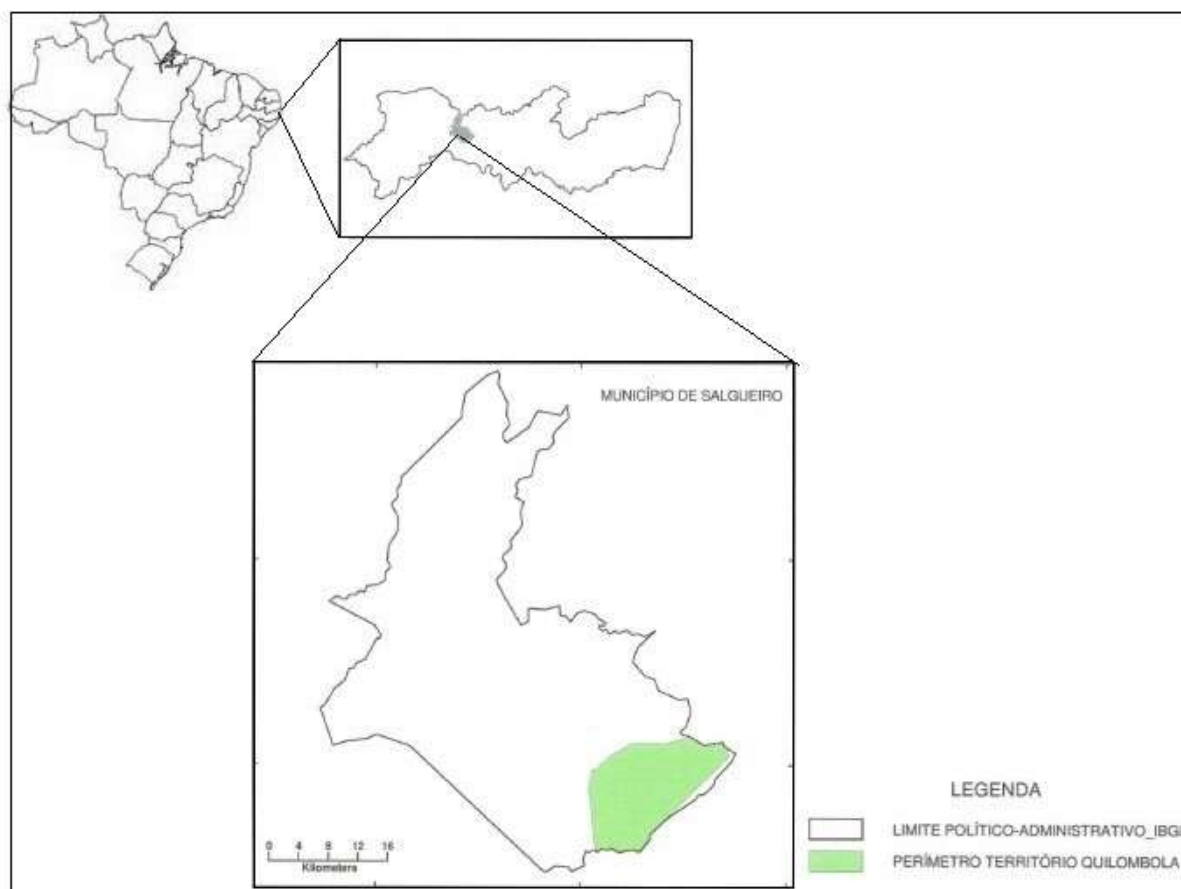 MUNICÍPIO DE SALGUEIRO
0 4 8 12 16
Kilometers
LEGENDA
LIMITE POLÍTICO-ADMINISTRATIVO_IBG
PERÍMETRO TERRITÓRIO QUILOMBOLA